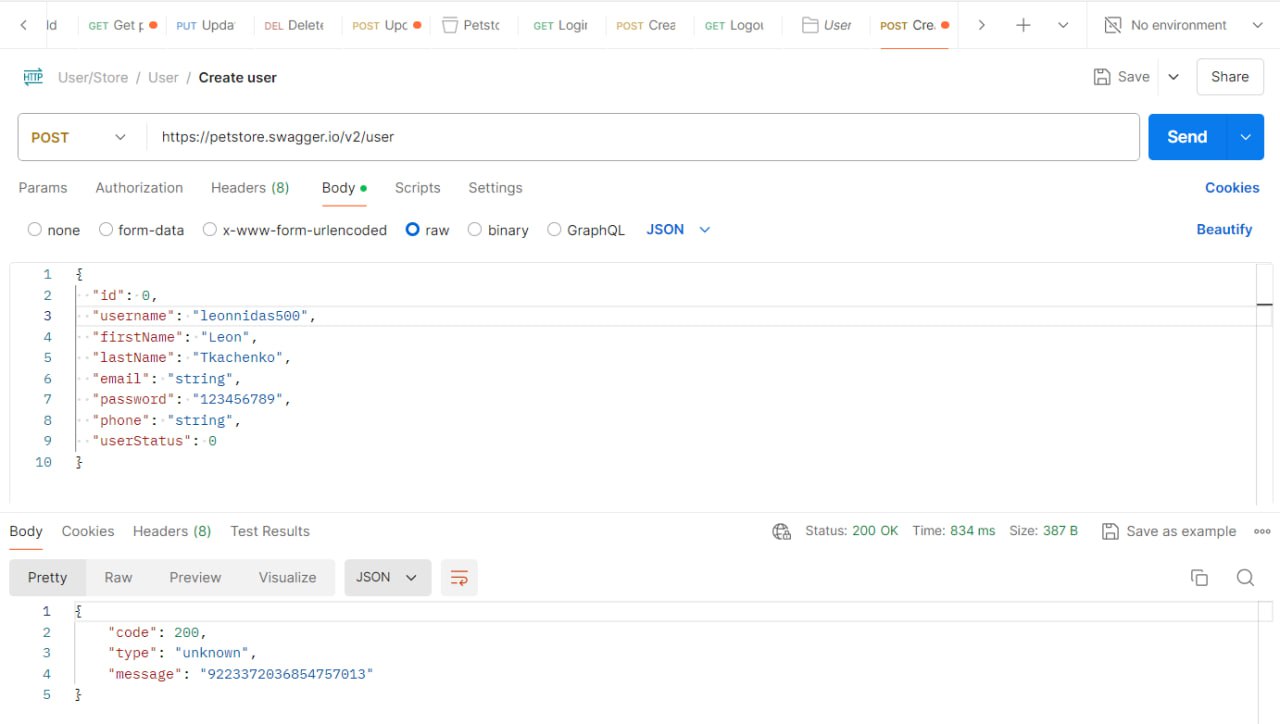 ld GET Get p PUT Upda DEL Delete POST Upc Petstc GET Login POST Crea GET Logou User POST Cre No environment
HTTP User/Store / User / Create user Save Share
POST https://petstore.swagger.io/v2/user Send
Params Authorization Headers (8) Body Scripts Settings Cookies
none form-data x-www-form-urlencoded raw binary GraphQL JSON Beautify
1 {
2 "id": 0,
3 "username": "leonnidas500",
4 "firstName": "Leon",
5 "lastName": "Tkachenko",
6 "email": "string",
7 "password": "123456789",
8 "phone": "string",
9 "userStatus": 0
10 }
Body Cookies Headers (8) Test Results Status: 200 OK Time: 834 ms Size: 387 B Save as example
Pretty Raw Preview Visualize JSON
1 {
2 "code": 200,
3 "type": "unknown",
4 "message": "9223372036854757013"
5 }